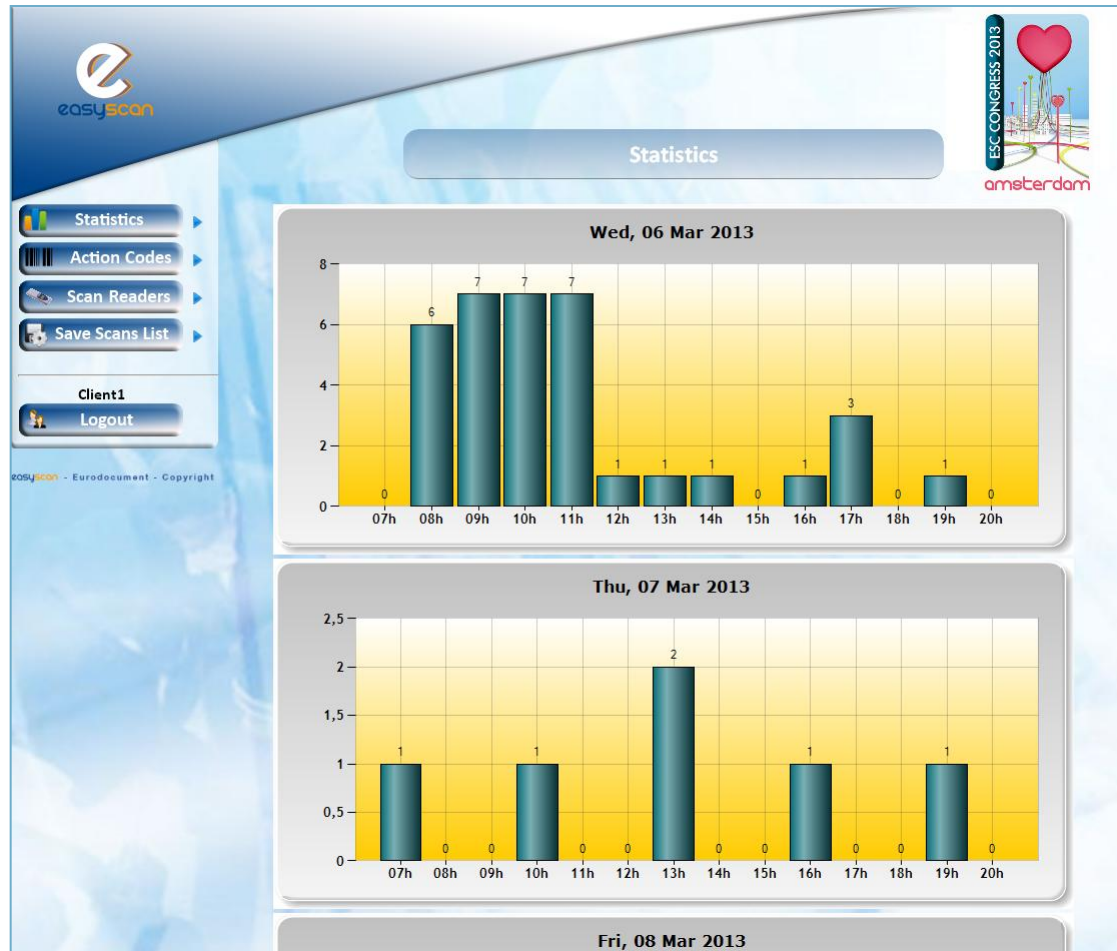 easyscan
ESC CONGRESS 2013
amsterdam
Statistics
Statistics
Action Codes
Scan Readers
Save Scans List
Client1
Logout
easyscan - Eurodocument - Copyright
Wed, 06 Mar 2013
8
6
4
2
0
0 6 7 7 7 1 1 1 0 1 3 0 1 0
07h 08h 09h 10h 11h 12h 13h 14h 15h 16h 17h 18h 19h 20h
Thu, 07 Mar 2013
2,5
2
1,5
1
0,5
0
1 0 0 1 0 0 2 0 0 1 0 0 1 0
07h 08h 09h 10h 11h 12h 13h 14h 15h 16h 17h 18h 19h 20h
Fri, 08 Mar 2013